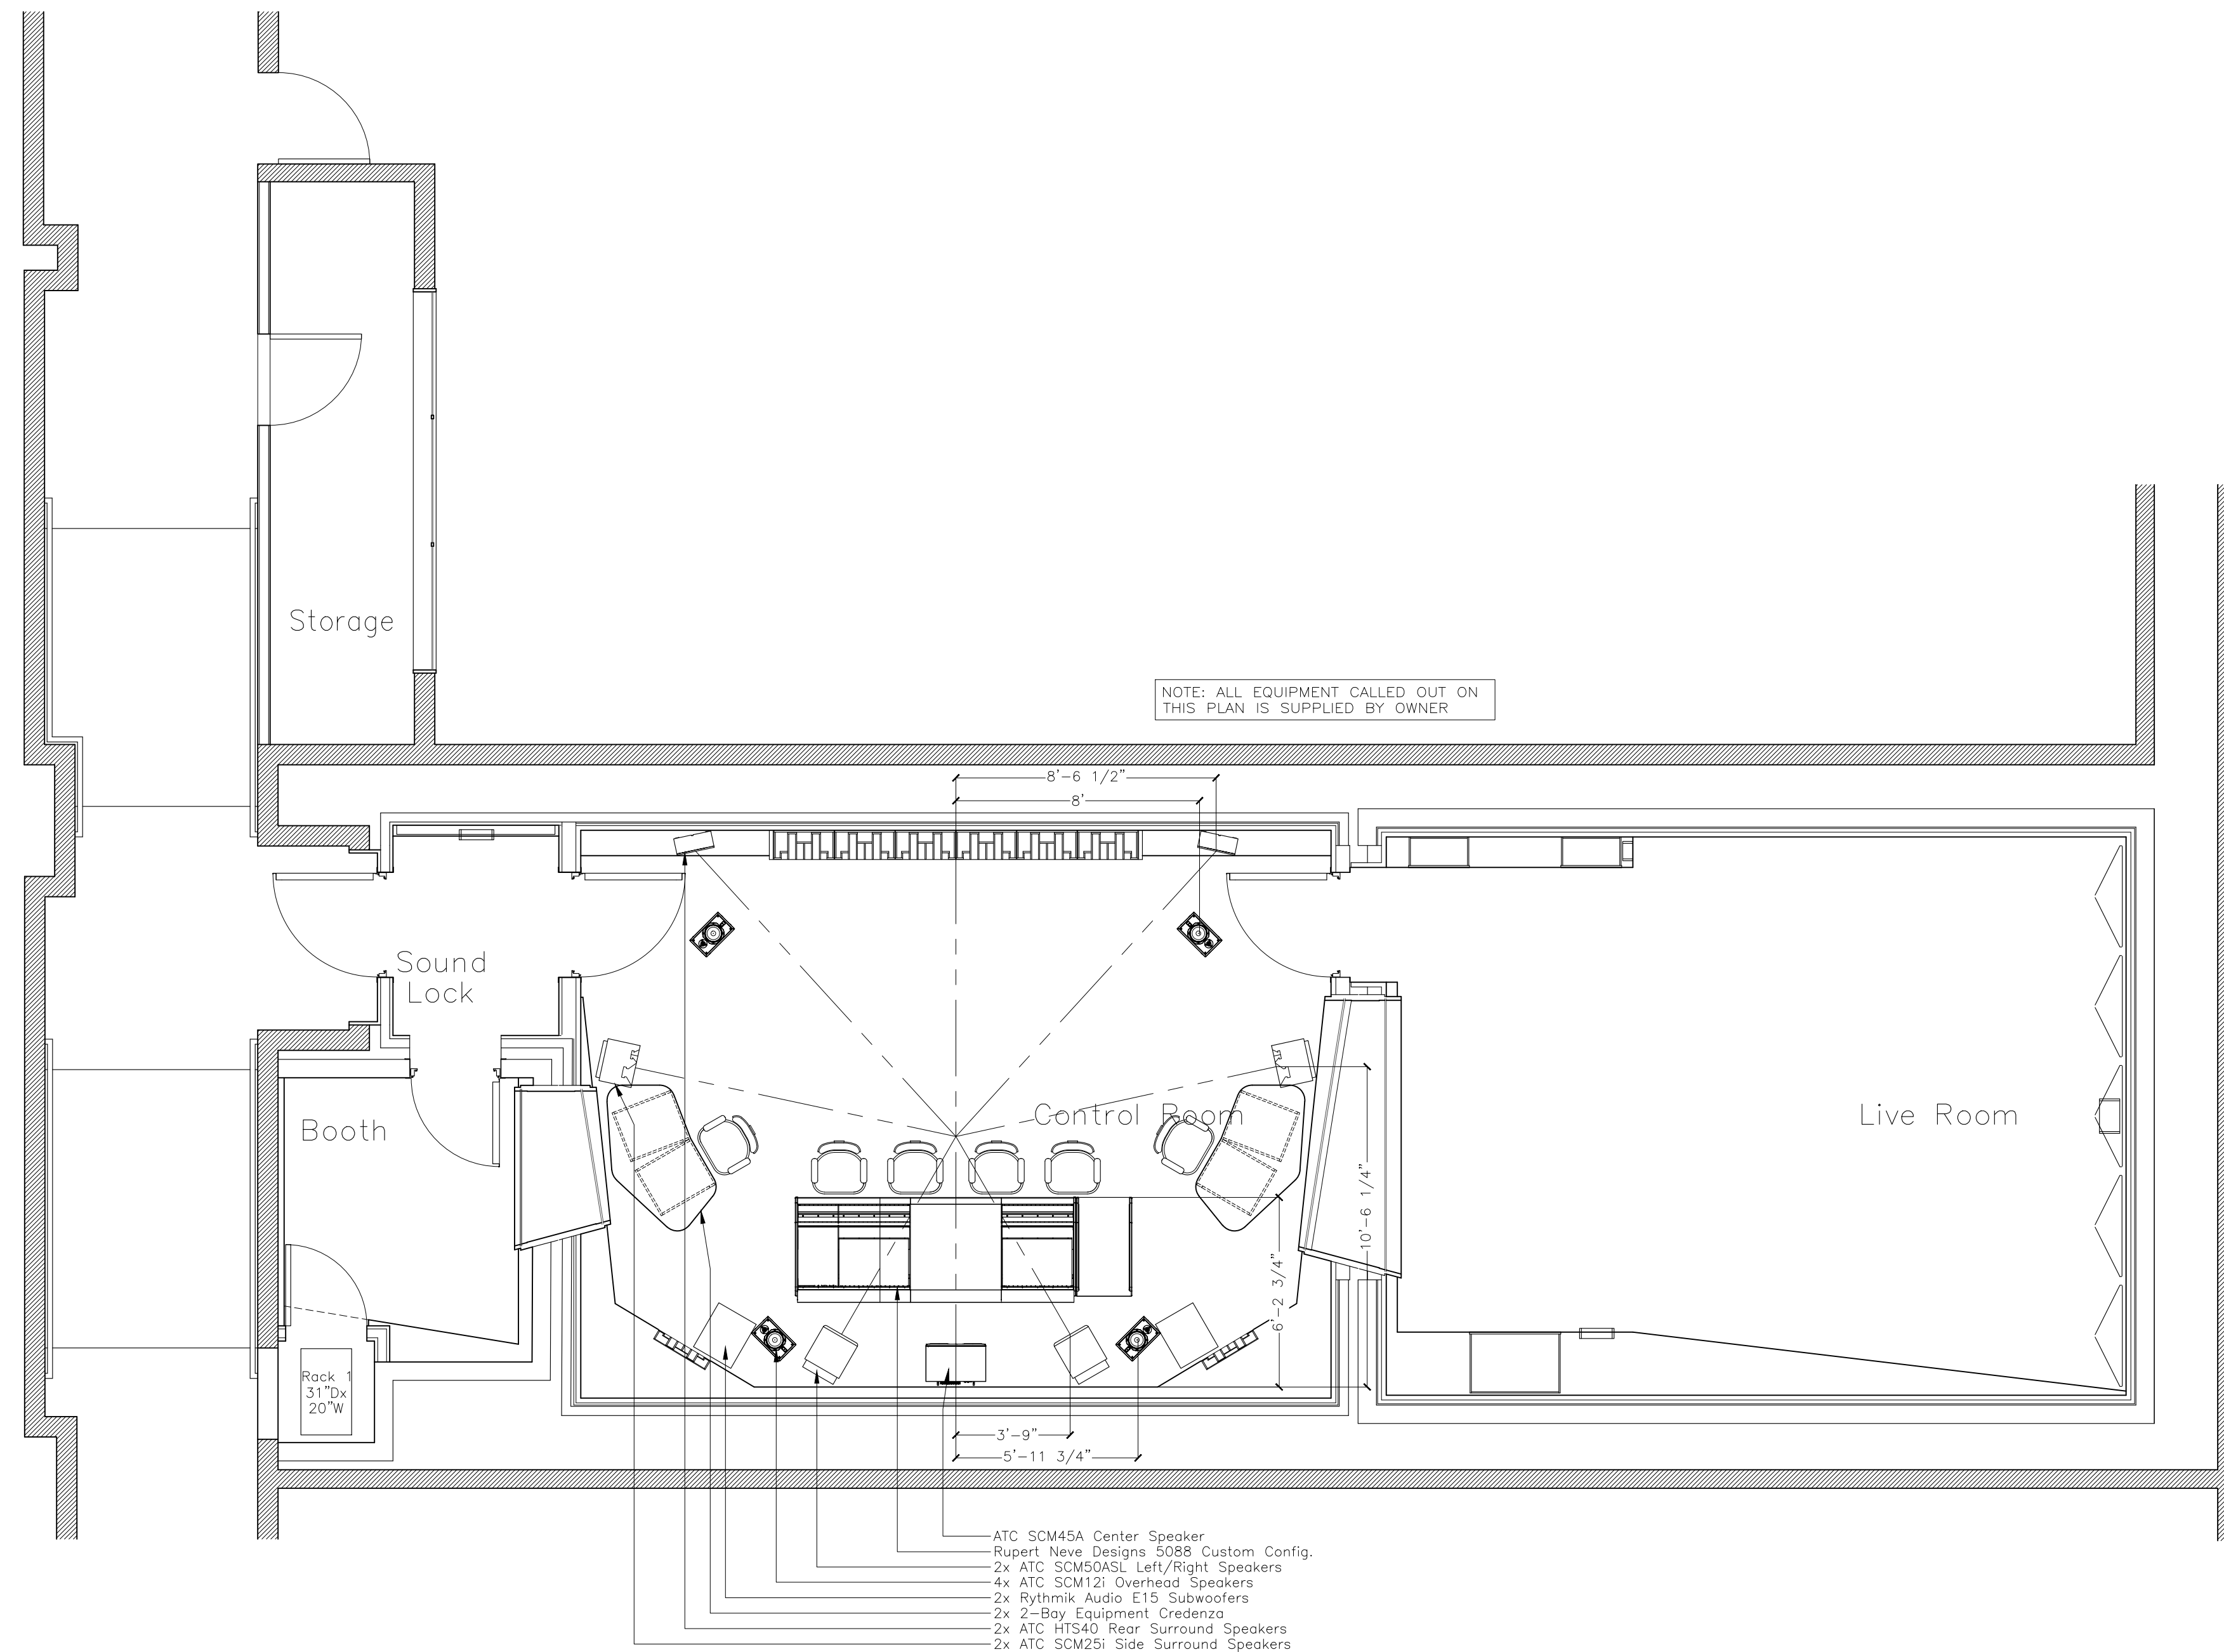 Storage
NOTE: ALL EQUIPMENT CALLED OUT ON
THIS PLAN IS SUPPLIED BY OWNER
8'-6 1/2"
8'
Sound
Lock
Booth
Control Room
Live Room
10'-6 1/4"
6'-2 3/4"
Rack 1
31"Dx
20"W
3'-9"
5'-11 3/4"
ATC SCM45A Center Speaker
Rupert Neve Designs 5088 Custom Config.
2x ATC SCM50ASL Left/Right Speakers
4x ATC SCM12i Overhead Speakers
2x Rythmik Audio E15 Subwoofers
2x 2-Bay Equipment Credenza
2x ATC HTS40 Rear Surround Speakers
2x ATC SCM25i Side Surround Speakers